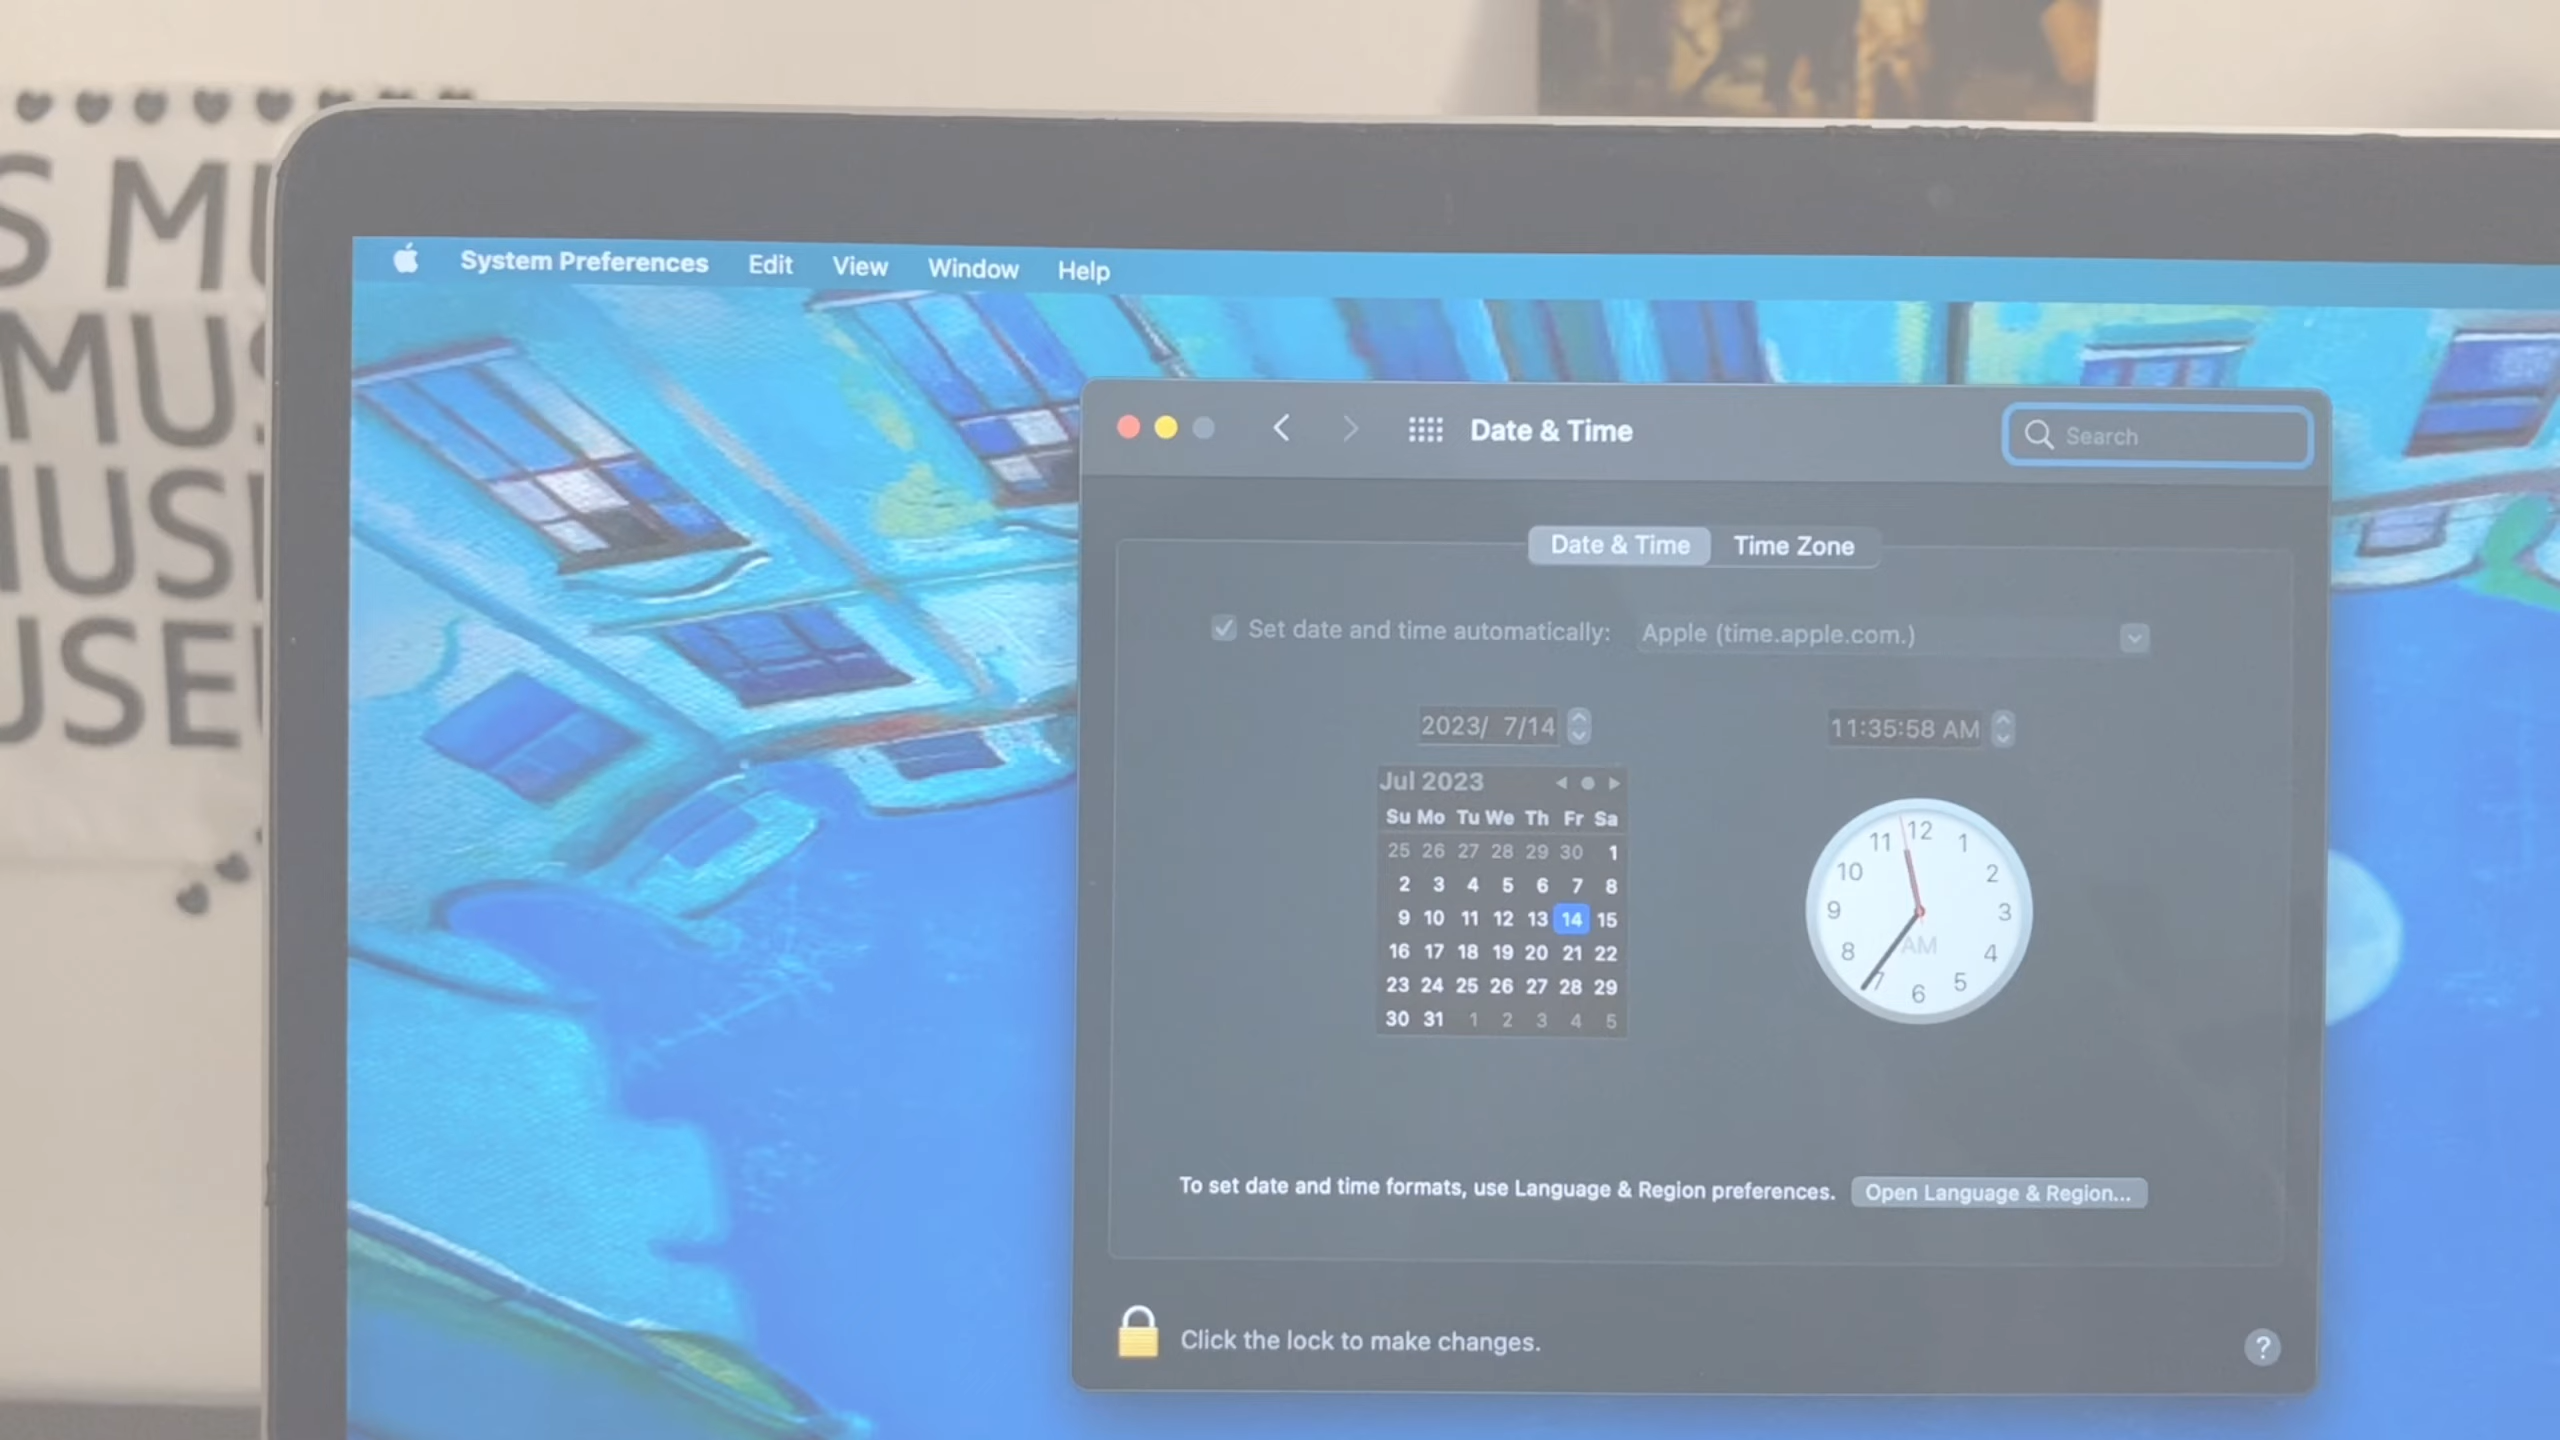 S MU
MUS
MUSE
USEU
System Preferences Edit View Window Help
Date & Time
Search
Date & Time Time Zone
Set date and time automatically: Apple (time.apple.com.)
2023/ 7/14
11:35:58 AM
Jul 2023
Su Mo Tu We Th Fr Sa
25 26 27 28 29 30 1
2 3 4 5 6 7 8
9 10 11 12 13 14 15
16 17 18 19 20 21 22
23 24 25 26 27 28 29
30 31 1 2 3 4 5
12 1 2 3 4 5 6 7 8 9 10 11
AM
To set date and time formats, use Language & Region preferences. Open Language & Region...
Click the lock to make changes.
?